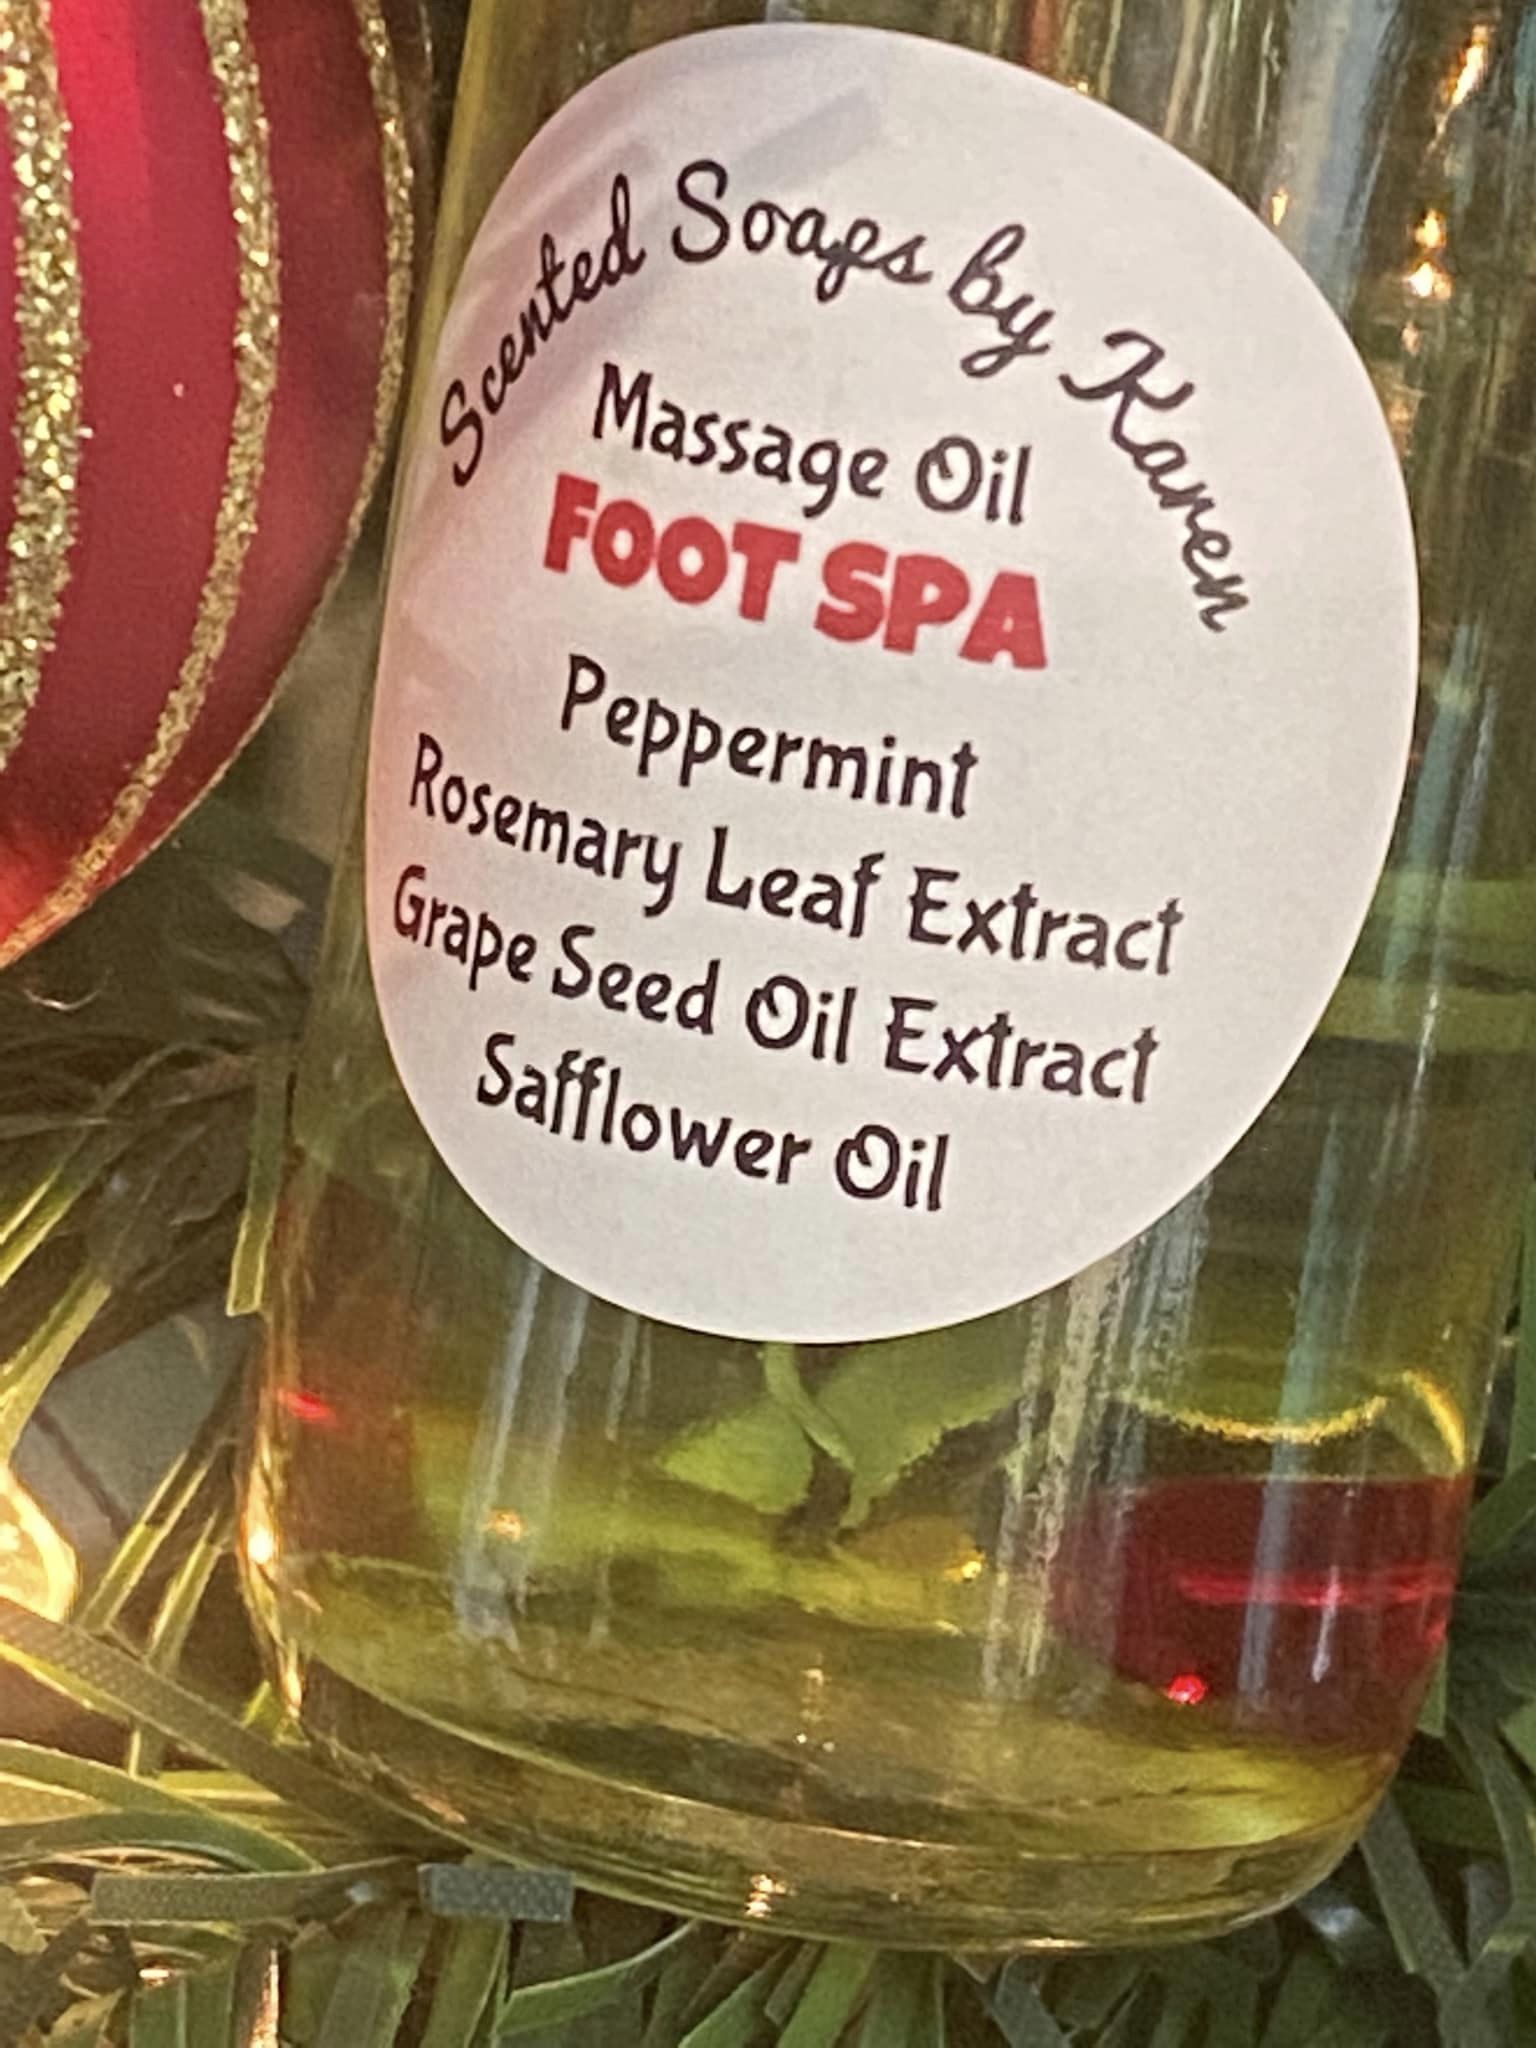 Scented Soaps by Karen
Massage Oil
FOOT SPA
Peppermint
Rosemary Leaf Extract
Grape Seed Oil Extract
Safflower Oil